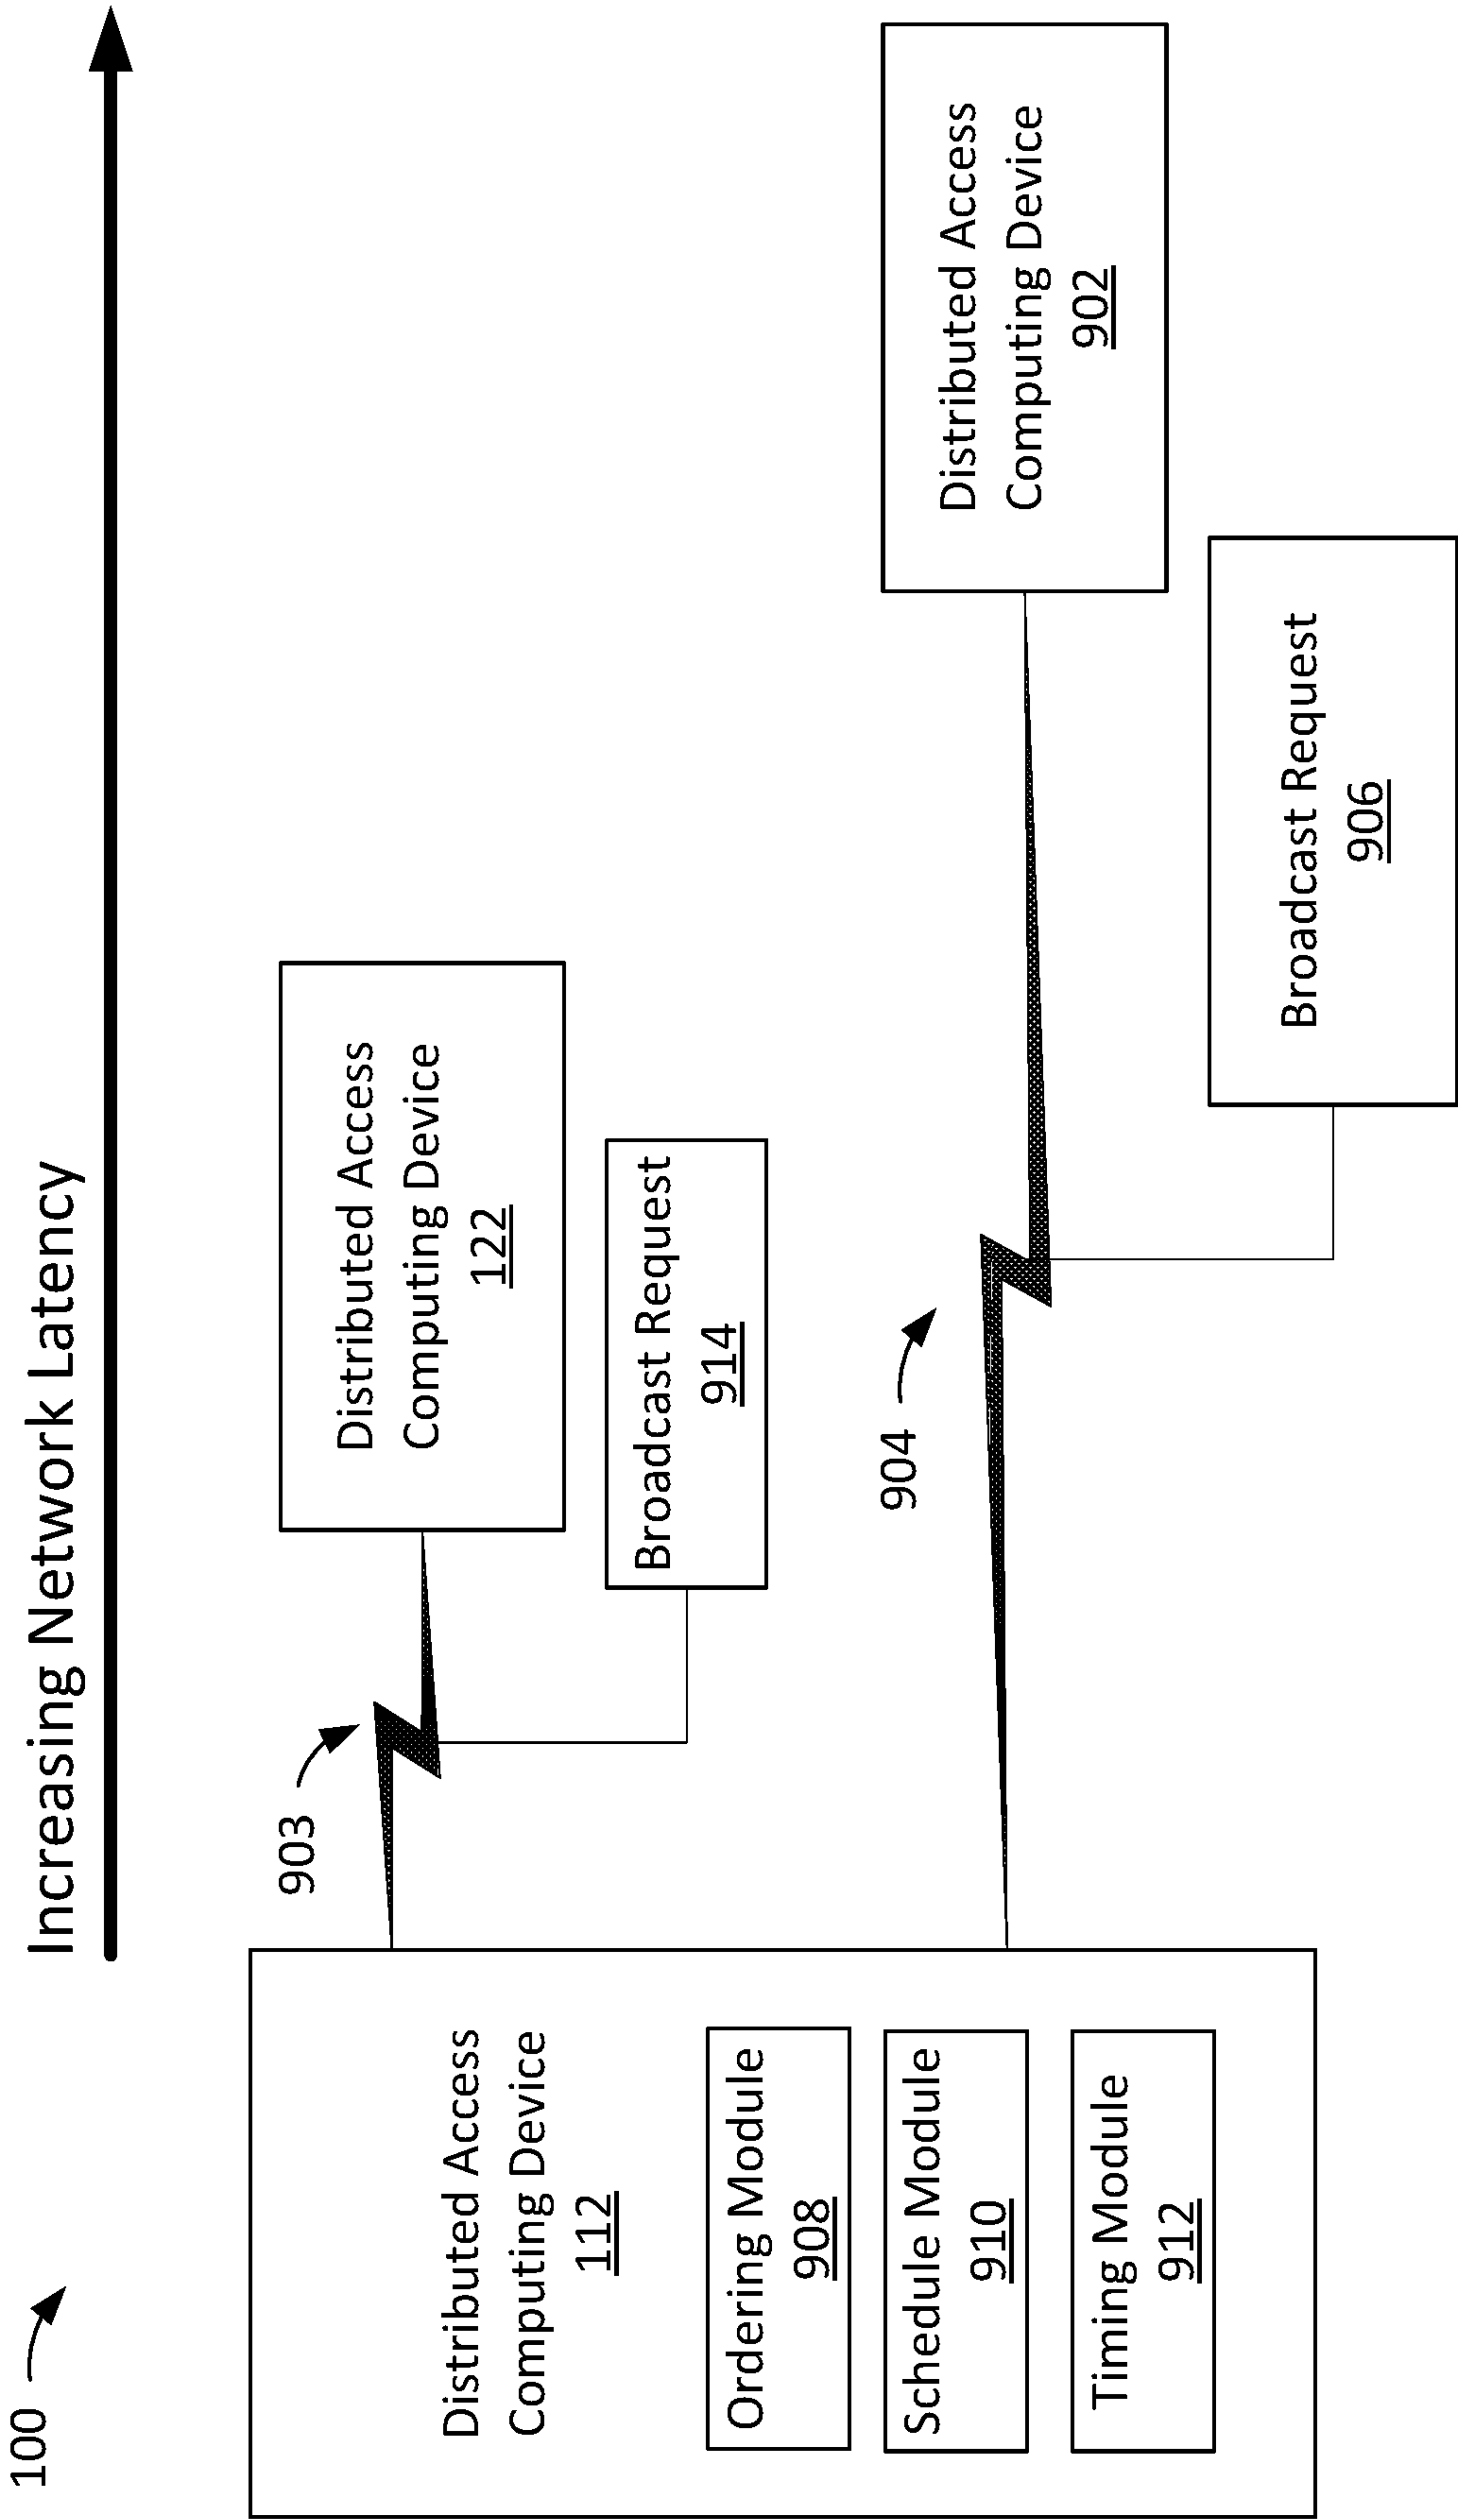 100
Increasing Network Latency
Distributed Access
Computing Device
112
Ordering Module
908
Schedule Module
910
Timing Module
912
903
Distributed Access
Computing Device
122
Broadcast Request
914
904
Distributed Access
Computing Device
902
Broadcast Request
906